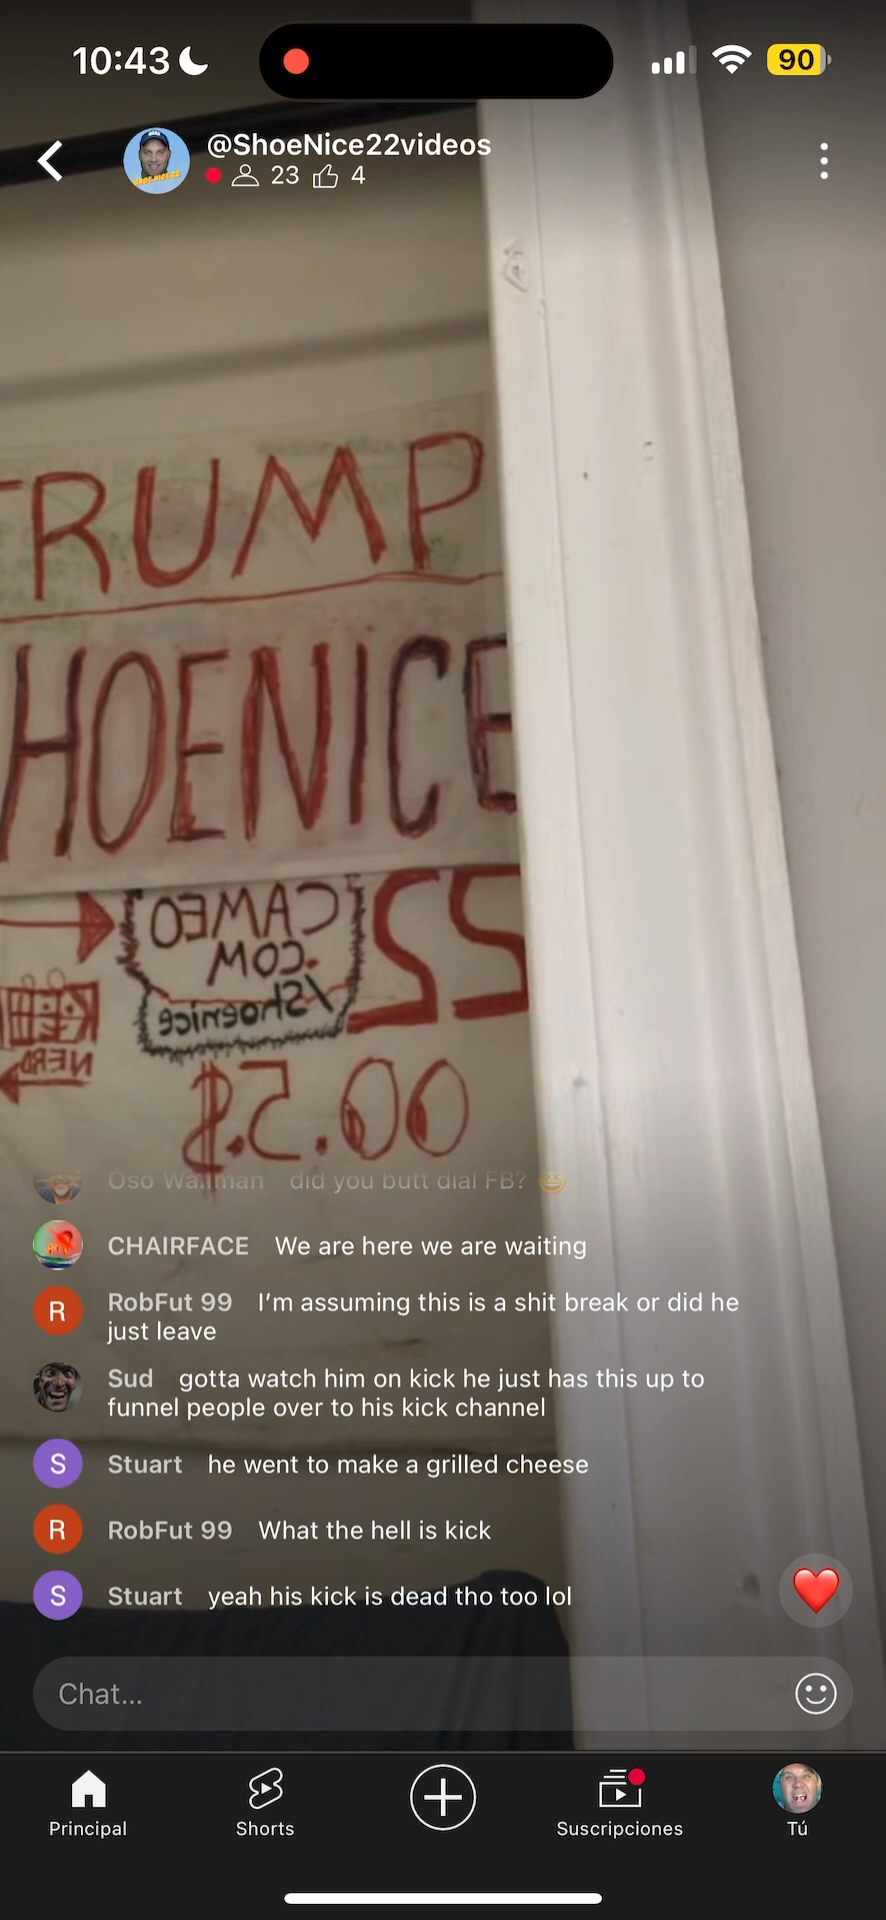 10:43
90
@ShoeNice22videos
23 4
TRUMP
HOENICE
22
CAMEO
.COM
/Shoenice
NERD
$5.00
Oso Wallman did you butt dial FB? 😆
CHAIRFACE We are here we are waiting
R
RobFut 99 I’m assuming this is a shit break or did he
just leave
Sud gotta watch him on kick he just has this up to
funnel people over to his kick channel
S
Stuart he went to make a grilled cheese
R
RobFut 99 What the hell is kick
S
Stuart yeah his kick is dead tho too lol
Chat...
Principal
Shorts
Suscripciones
Tú